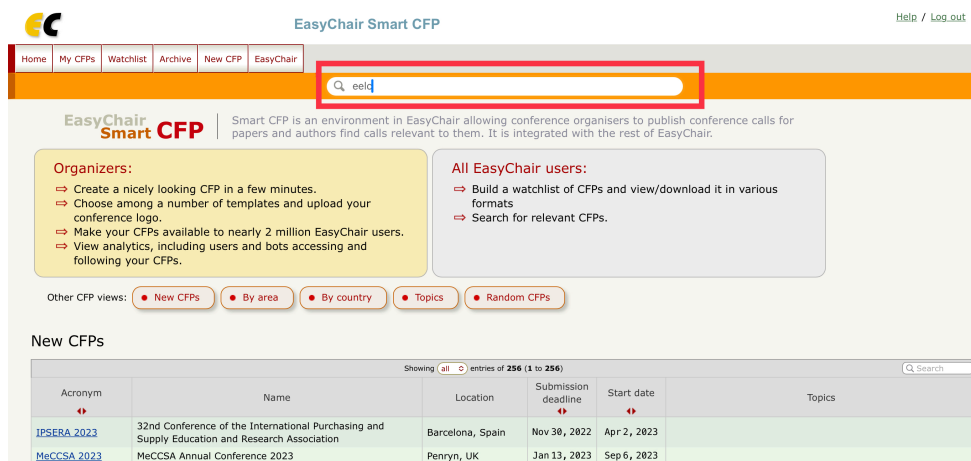 EC
EasyChair Smart CFP
Help / Log out
Home My CFPs Watchlist Archive New CFP EasyChair
eelc
EasyChair
Smart CFP
Smart CFP is an environment in EasyChair allowing conference organisers to publish conference calls for
papers and authors find calls relevant to them. It is integrated with the rest of EasyChair.
Organizers:
⇨ Create a nicely looking CFP in a few minutes.
⇨ Choose among a number of templates and upload your
conference logo.
⇨ Make your CFPs available to nearly 2 million EasyChair users.
⇨ View analytics, including users and bots accessing and
following your CFPs.
All EasyChair users:
⇨ Build a watchlist of CFPs and view/download it in various
formats
⇨ Search for relevant CFPs.
Other CFP views: • New CFPs • By area • By country • Topics • Random CFPs
New CFPs
Showing all entries of 256 (1 to 256) Search
Acronym Name Location Submission deadline Start date Topics
IPSERA 2023 32nd Conference of the International Purchasing and
Supply Education and Research Association Barcelona, Spain Nov 30, 2022 Apr 2, 2023
MeCCSA 2023 MeCCSA Annual Conference 2023 Penryn, UK Jan 13, 2023 Sep 6, 2023